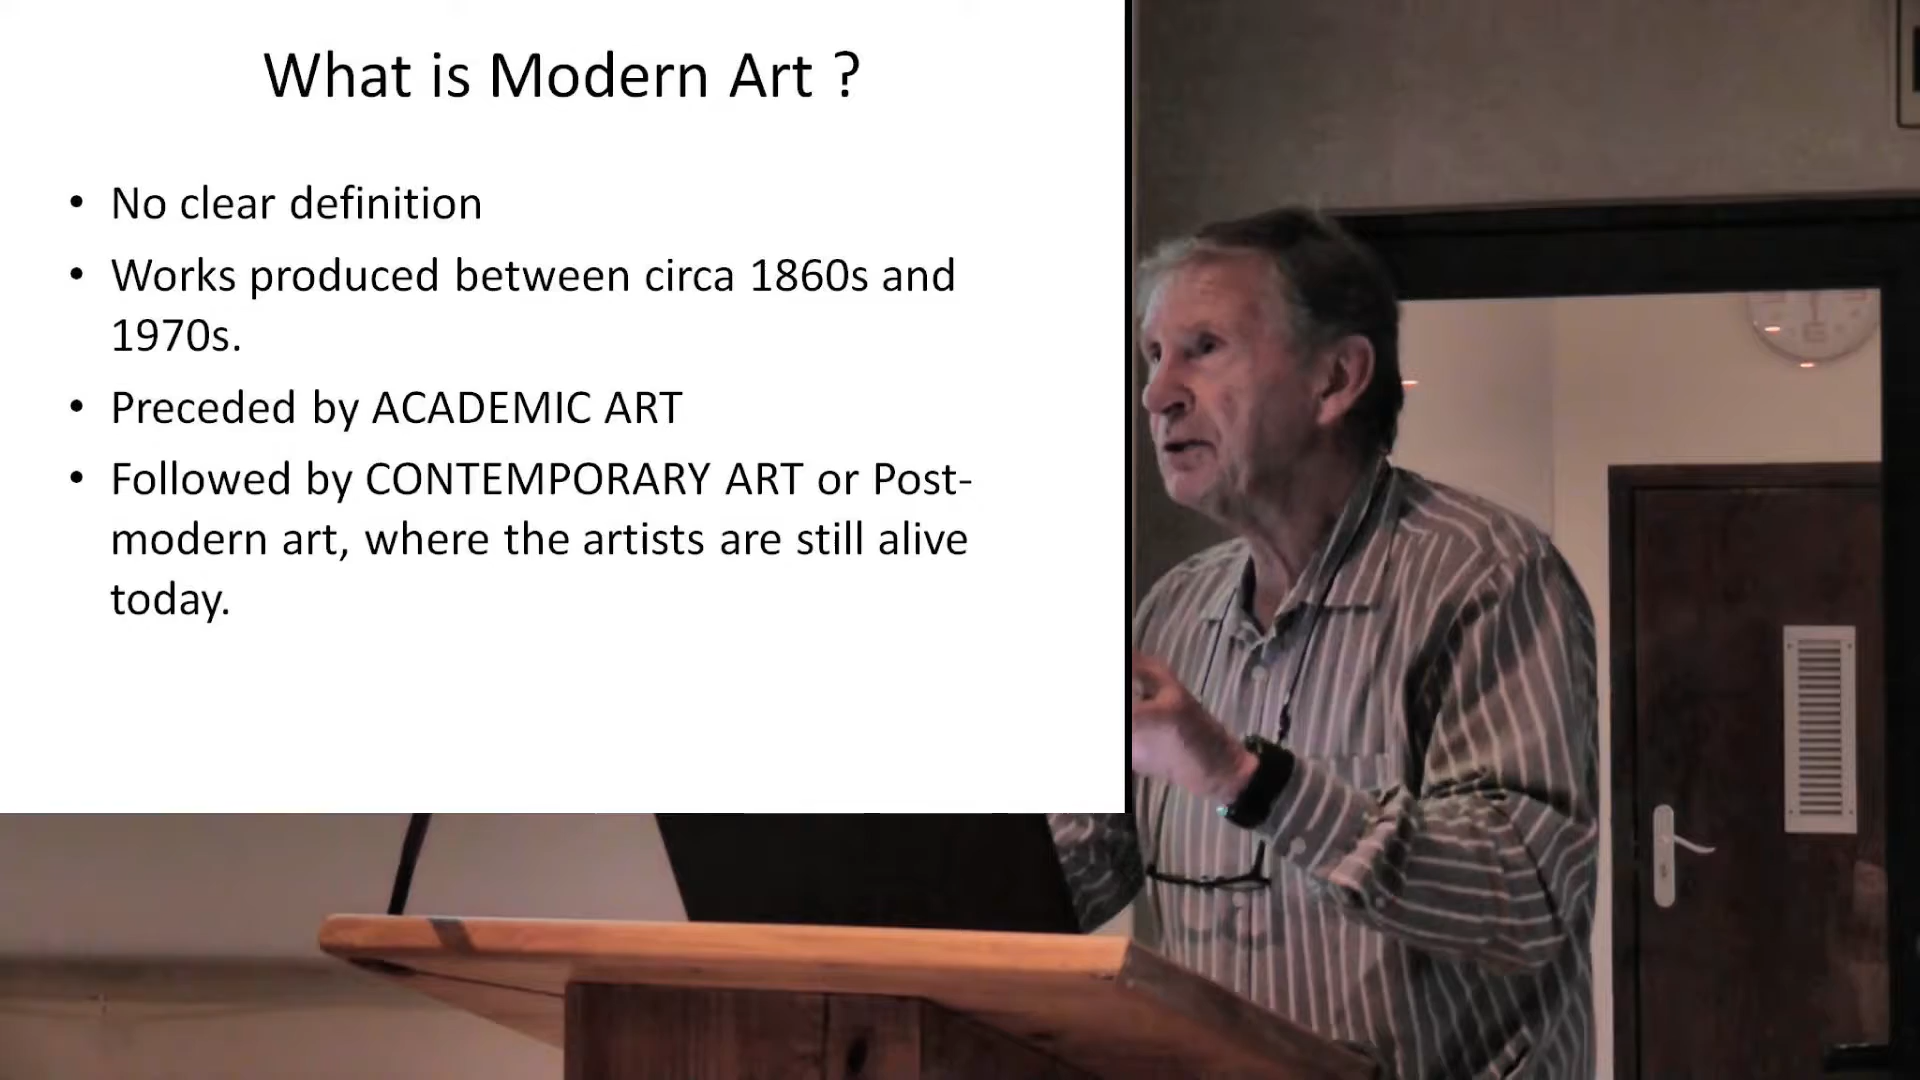 What is Modern Art ?
• No clear definition
• Works produced between circa 1860s and
1970s.
• Preceded by ACADEMIC ART
• Followed by CONTEMPORARY ART or Post-
modern art, where the artists are still alive
today.